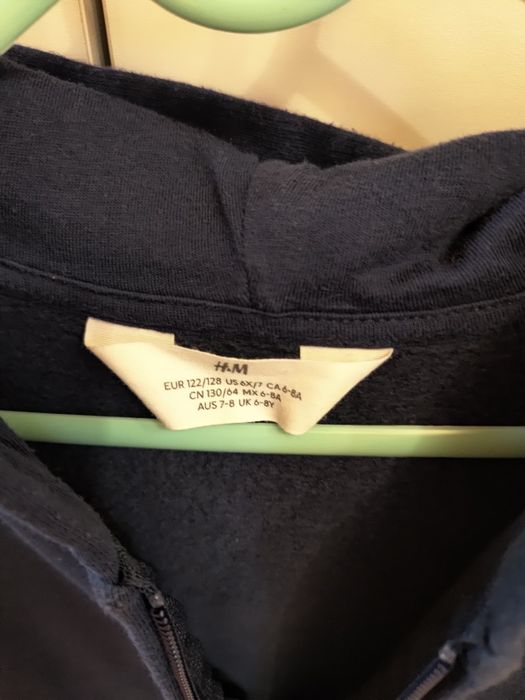 H&M
EUR 122/128 US 6X/7 CA 6-8A
CN 130/64 MX 6-8A
AUS 7-8 UK 6-8Y